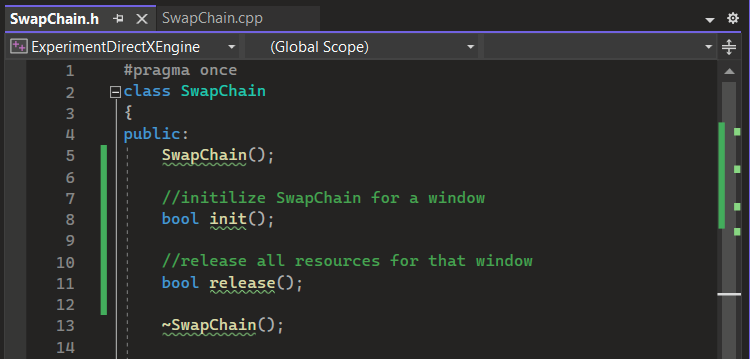 SwapChain.h SwapChain.cpp
ExperimentDirectXEngine (Global Scope)
1 #pragma once
2 class SwapChain
3 {
4 public:
5 SwapChain();
6
7 //initilize SwapChain for a window
8 bool init();
9
10 //release all resources for that window
11 bool release();
12
13 ~SwapChain();
14